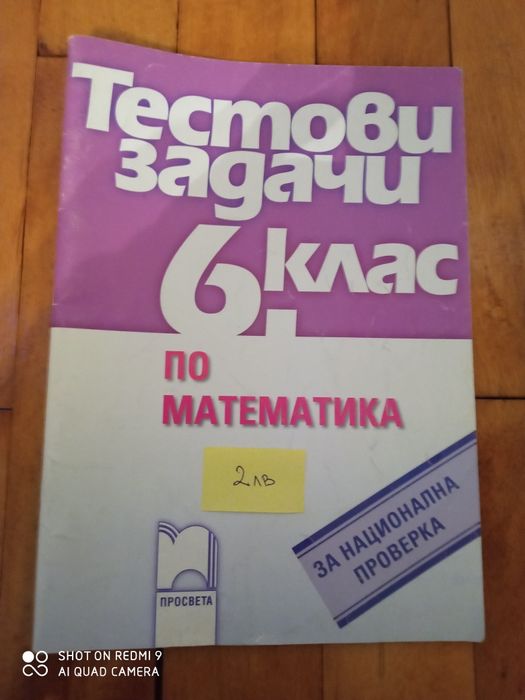 Тестови
задачи
6. клас
ПО
МАТЕМАТИКА
2лв
ЗА НАЦИОНАЛНА
ПРОВЕРКА
ПРОСВЕТА
SHOT ON REDMI 9
AI QUAD CAMERA